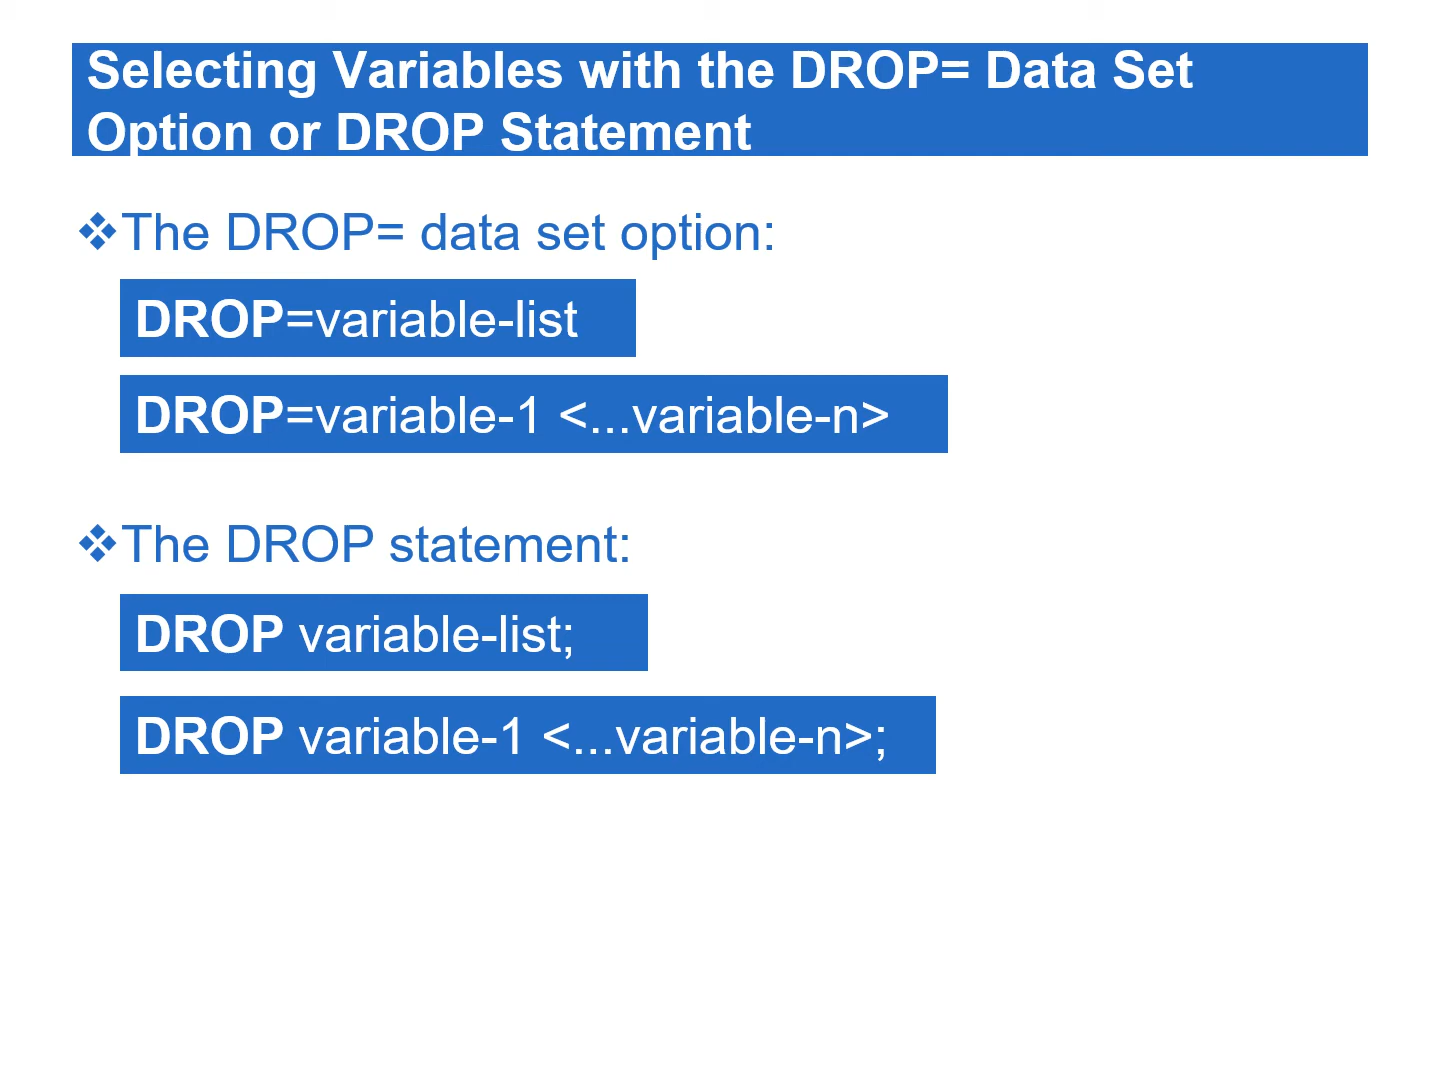 Selecting Variables with the DROP= Data Set
Option or DROP Statement
❖The DROP= data set option:
DROP=variable-list
DROP=variable-1 <...variable-n>
❖The DROP statement:
DROP variable-list;
DROP variable-1 <...variable-n>;